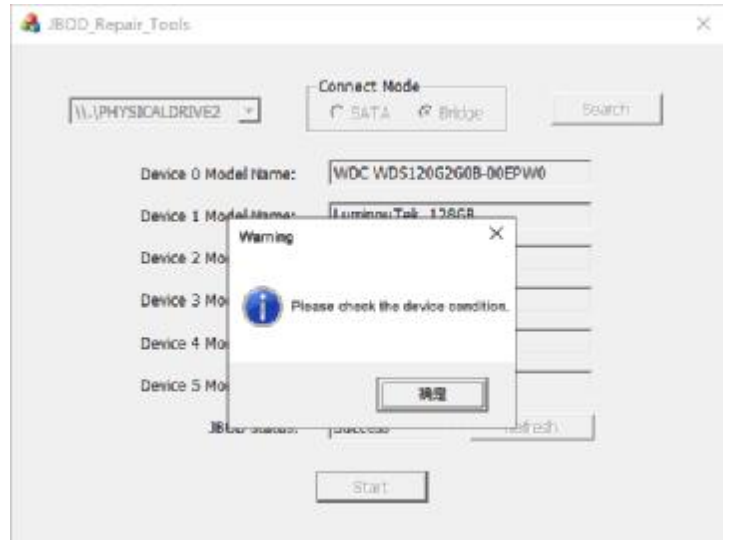 JBOD_Repair_Tools
Connect Mode
\\.\PHYSICALDRIVE2
SATA
Bridge
Search
Device 0 Model Name:
WDC WDS120G2G0B-00EPW0
Device 1 Model Name:
LuminouTek 128GB
Warning
Device 2 Mo
Device 3 Mo
Please check the device condition.
Device 4 Mo
Device 5 Mo
確定
JBOD Status:
Success
Refresh
Start